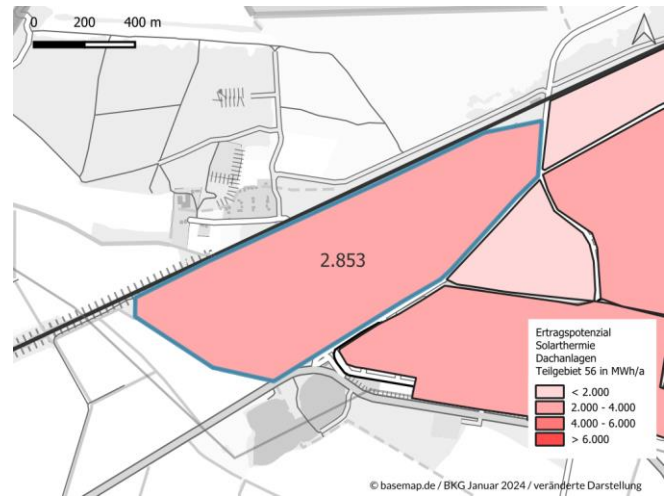 0 200 400 m
2.853
Ertragspotenzial
Solarthermie
Dachanlagen
Teilgebiet 56 in MWh/a
< 2.000
2.000 - 4.000
4.000 - 6.000
> 6.000
© basemap.de / BKG Januar 2024 / veränderte Darstellung